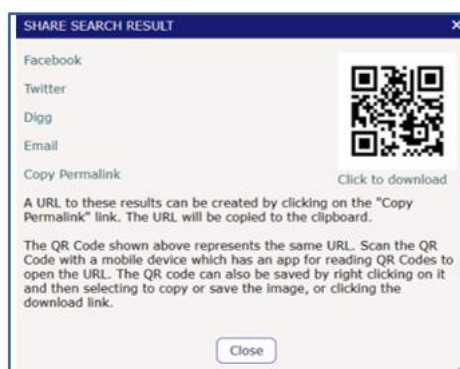 SHARE SEARCH RESULT
Facebook
Twitter
Digg
Email
Copy Permalink
Click to download
A URL to these results can be created by clicking on the "Copy
Permalink" link. The URL will be copied to the clipboard.
The QR Code shown above represents the same URL. Scan the QR
Code with a mobile device which has an app for reading QR Codes to
open the URL. The QR code can also be saved by right clicking on it
and then selecting to copy or save the image, or clicking the
download link.
Close